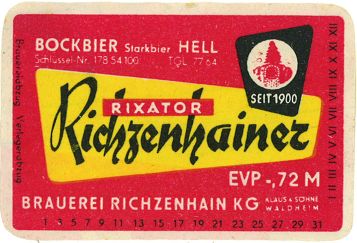 BOCKBIER Starkbier HELL
Schlüssel-Nr. 178 54 100 TGL 7764
SEIT 1900
RIXATOR
Richzenhainer
EVP -,72 M
BRAUEREI RICHZENHAIN KG KLAUS & SÖHNE
WALDHEIM
1 3 5 7 9 11 13 15 17 19 21 23 25 27 29 31
Brauereiabzug Verlegerabzug
I II III IV V VI VII VIII IX X XI XII